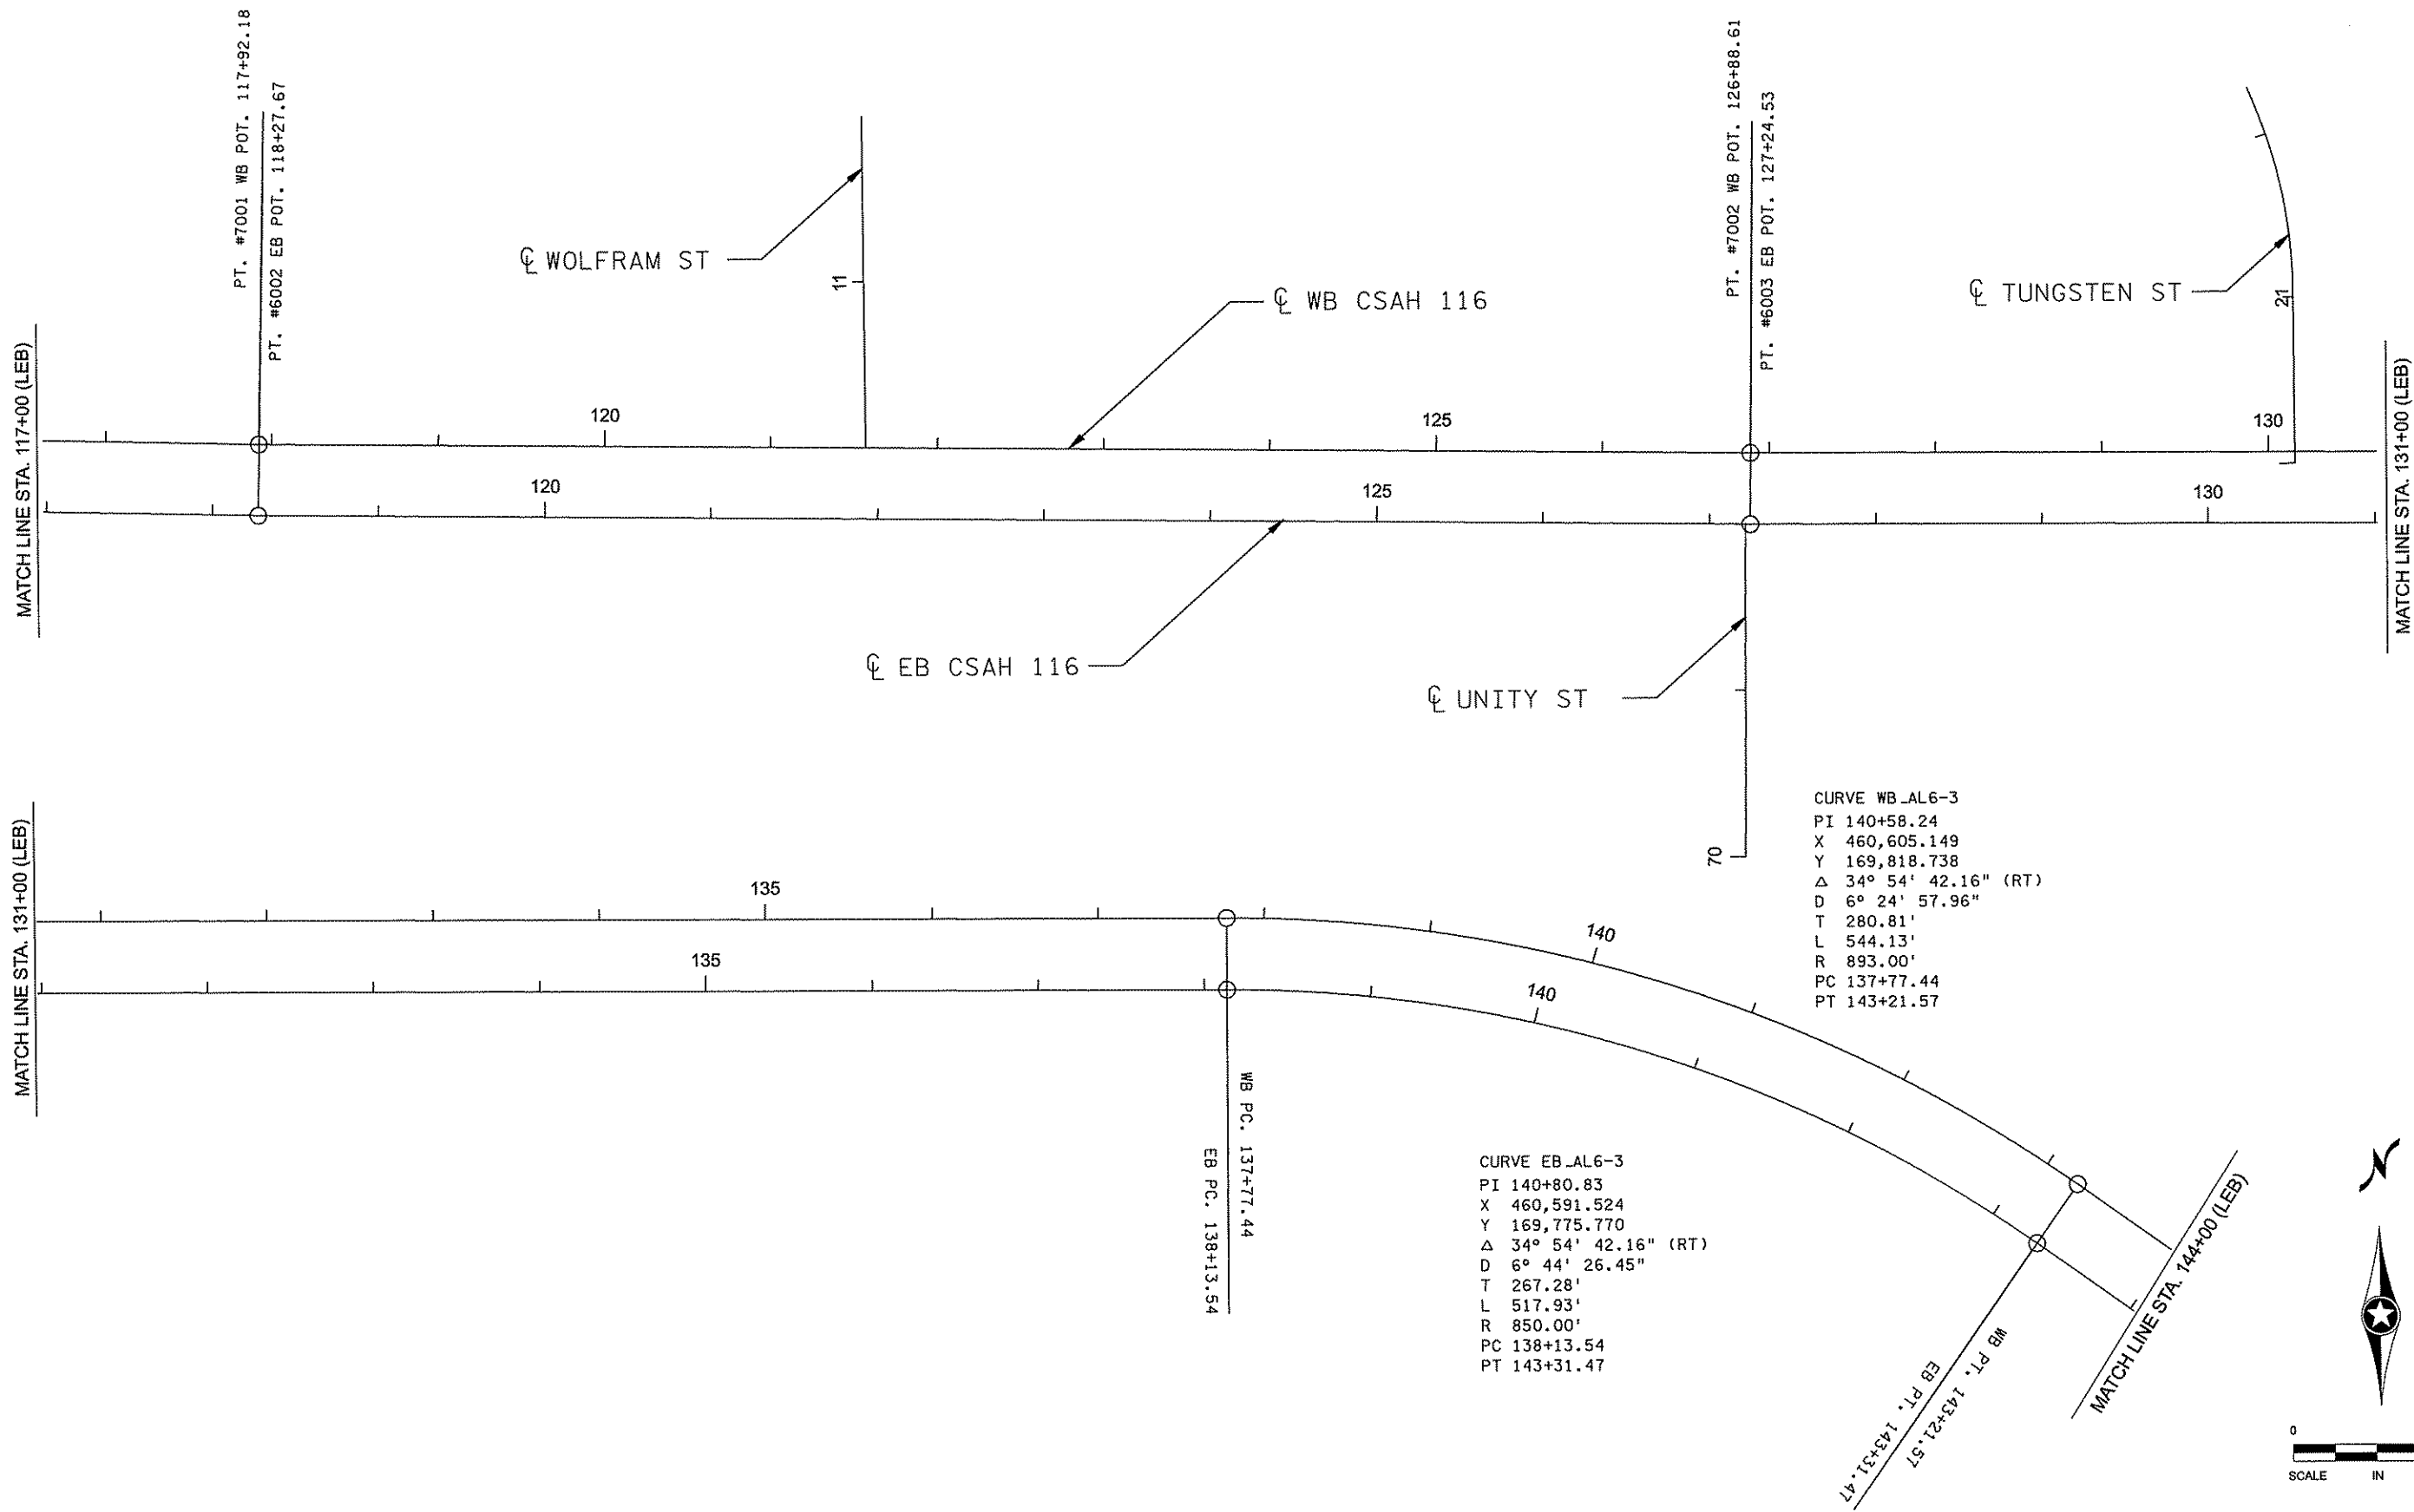 PT. #7001 WB POT. 117+92.18
PT. #6002 EB POT. 118+27.67
PT. #7002 WB POT. 126+88.61
PT. #6003 EB POT. 127+24.53
℄ WOLFRAM ST
11
℄ WB CSAH 116
℄ TUNGSTEN ST
21
MATCH LINE STA. 117+00 (LEB)
120
125
130
120
125
130
MATCH LINE STA. 131+00 (LEB)
℄ EB CSAH 116
℄ UNITY ST
70
MATCH LINE STA. 131+00 (LEB)
135
135
140
140
CURVE WB_AL6-3
PI 140+58.24
X 460,605.149
Y 169,818.738
Δ 34° 54' 42.16" (RT)
D 6° 24' 57.96"
T 280.81'
L 544.13'
R 893.00'
PC 137+77.44
PT 143+21.57
WB PC. 137+77.44
EB PC. 138+13.54
CURVE EB_AL6-3
PI 140+80.83
X 460,591.524
Y 169,775.770
Δ 34° 54' 42.16" (RT)
D 6° 44' 26.45"
T 267.28'
L 517.93'
R 850.00'
PC 138+13.54
PT 143+31.47
WB PT. 143+21.57
EB PT. 143+31.47
MATCH LINE STA. 144+00 (LEB)
N
0
SCALE IN